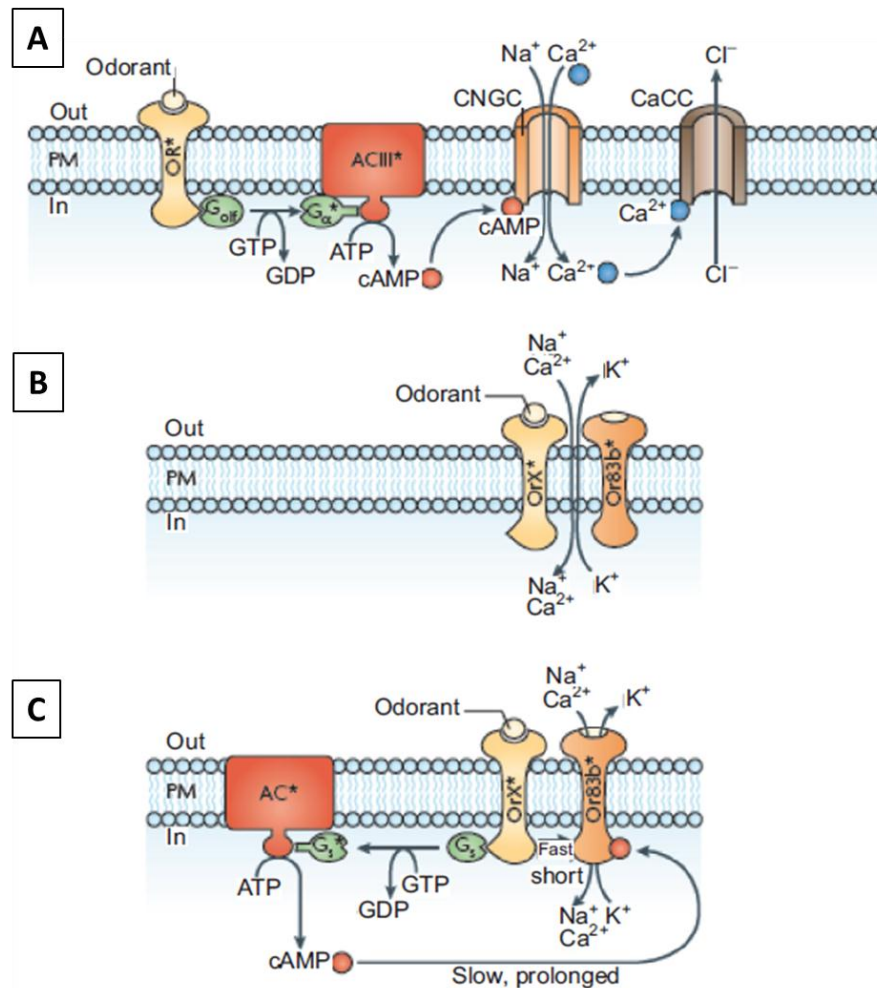 A
Odorant
Na⁺ Ca²⁺
Cl⁻
CNGC
CaCC
Out
PM
In
OR*
ACIII*
Golf
Gα*
GTP
GDP
ATP
cAMP
cAMP
Ca²⁺
Na⁺ Ca²⁺
Cl⁻
B
Na⁺
Ca²⁺
K⁺
Odorant
Out
PM
In
OrX*
Or83b*
Na⁺
Ca²⁺
K⁺
C
Na⁺
Ca²⁺
K⁺
Odorant
Out
PM
In
AC*
OrX*
Or83b*
Gs*
Gs
Fast
short
ATP
GTP
GDP
Na⁺ K⁺
Ca²⁺
cAMP
Slow, prolonged